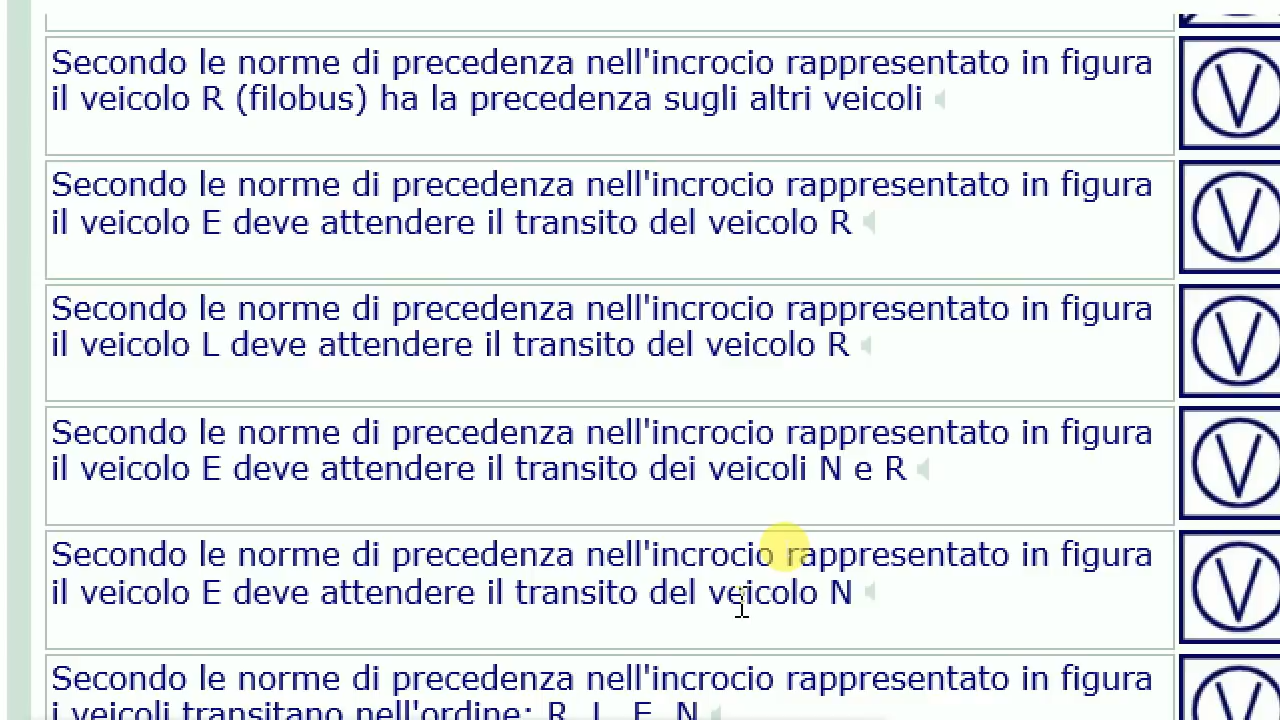 Secondo le norme di precedenza nell'incrocio rappresentato in figura
il veicolo R (filobus) ha la precedenza sugli altri veicoli
V
Secondo le norme di precedenza nell'incrocio rappresentato in figura
il veicolo E deve attendere il transito del veicolo R
V
Secondo le norme di precedenza nell'incrocio rappresentato in figura
il veicolo L deve attendere il transito del veicolo R
V
Secondo le norme di precedenza nell'incrocio rappresentato in figura
il veicolo E deve attendere il transito dei veicoli N e R
V
Secondo le norme di precedenza nell'incrocio rappresentato in figura
il veicolo E deve attendere il transito del veicolo N
V
Secondo le norme di precedenza nell'incrocio rappresentato in figura
i veicoli transitano nell'ordine: R, L, E, N
V